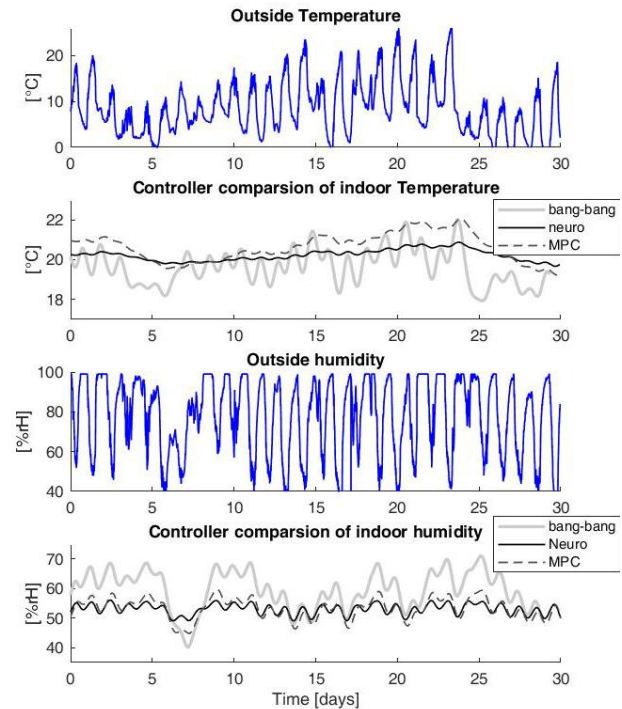 Outside Temperature
[°C]
20
10
0
0 5 10 15 20 25 30
Controller comparsion of indoor Temperature
[°C]
22
20
18
bang-bang
neuro
MPC
0 5 10 15 20 25 30
Outside humidity
[%rH]
100
80
60
40
0 5 10 15 20 25 30
Controller comparsion of indoor humidity
[%rH]
70
60
50
40
bang-bang
Neuro
MPC
0 5 10 15 20 25 30
Time [days]